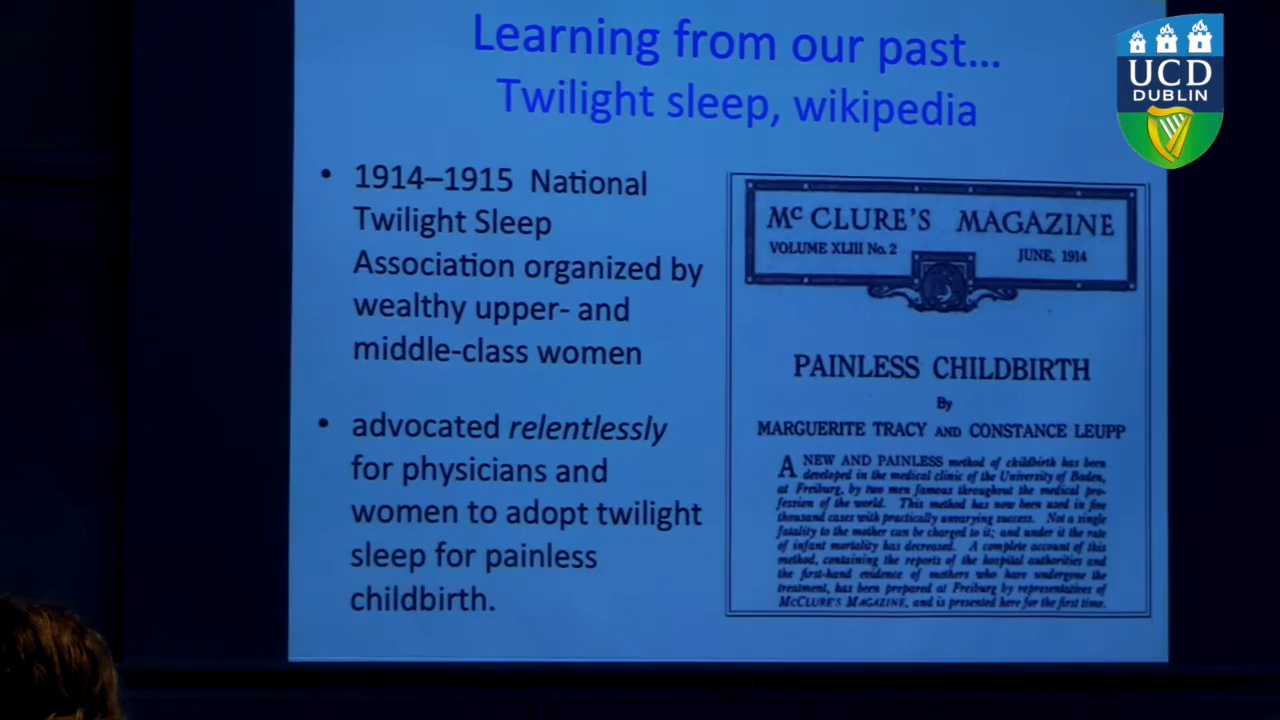 Learning from our past...
Twilight sleep, wikipedia
UCD
DUBLIN
• 1914–1915 National
Twilight Sleep
Association organized by
wealthy upper- and
middle-class women
• advocated relentlessly
for physicians and
women to adopt twilight
sleep for painless
childbirth.
McCLURE'S MAGAZINE
VOLUME XLIII No. 2
JUNE, 1914
PAINLESS CHILDBIRTH
By
MARGUERITE TRACY AND CONSTANCE LEUPP
A NEW AND PAINLESS method of childbirth has been
developed in the medical clinic of the University of Baden,
at Freiburg, by two men famous throughout the medical pro-
fession of the world. This method has now been used in five
thousand cases with practically unvarying success. Not a single
fatality to the mother can be charged to it; and under it the rate
of infant mortality has decreased. A complete account of this
method, containing the reports of the hospital authorities and
the first-hand evidence of mothers who have undergone the
treatment, has been prepared at Freiburg by representatives of
McCLURE'S MAGAZINE, and is presented here for the first time.